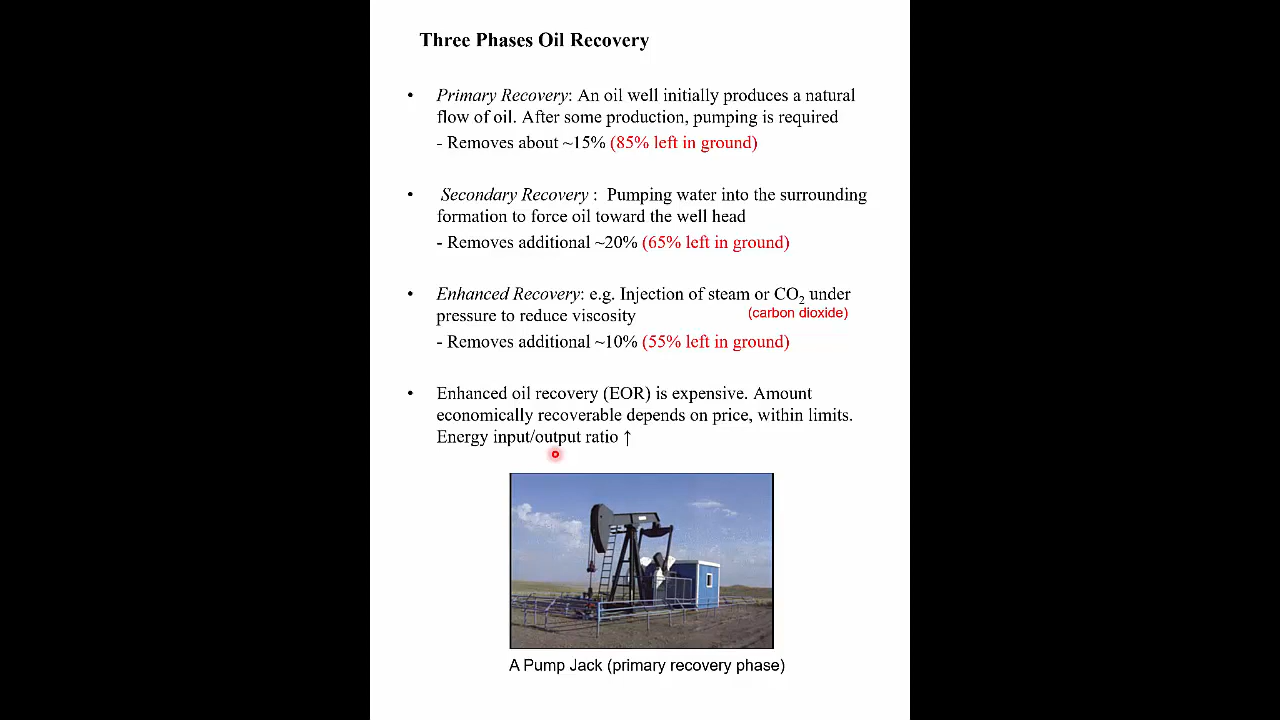 Three Phases Oil Recovery
• Primary Recovery: An oil well initially produces a natural
flow of oil. After some production, pumping is required
- Removes about ~15% (85% left in ground)
• Secondary Recovery : Pumping water into the surrounding
formation to force oil toward the well head
- Removes additional ~20% (65% left in ground)
• Enhanced Recovery: e.g. Injection of steam or CO₂ under
pressure to reduce viscosity
(carbon dioxide)
- Removes additional ~10% (55% left in ground)
• Enhanced oil recovery (EOR) is expensive. Amount
economically recoverable depends on price, within limits.
Energy input/output ratio ↑
A Pump Jack (primary recovery phase)